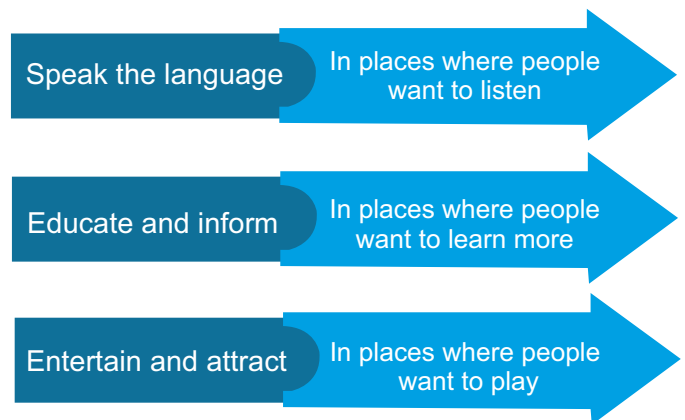 Speak the language
In places where people
want to listen
Educate and inform
In places where people
want to learn more
Entertain and attract
In places where people
want to play